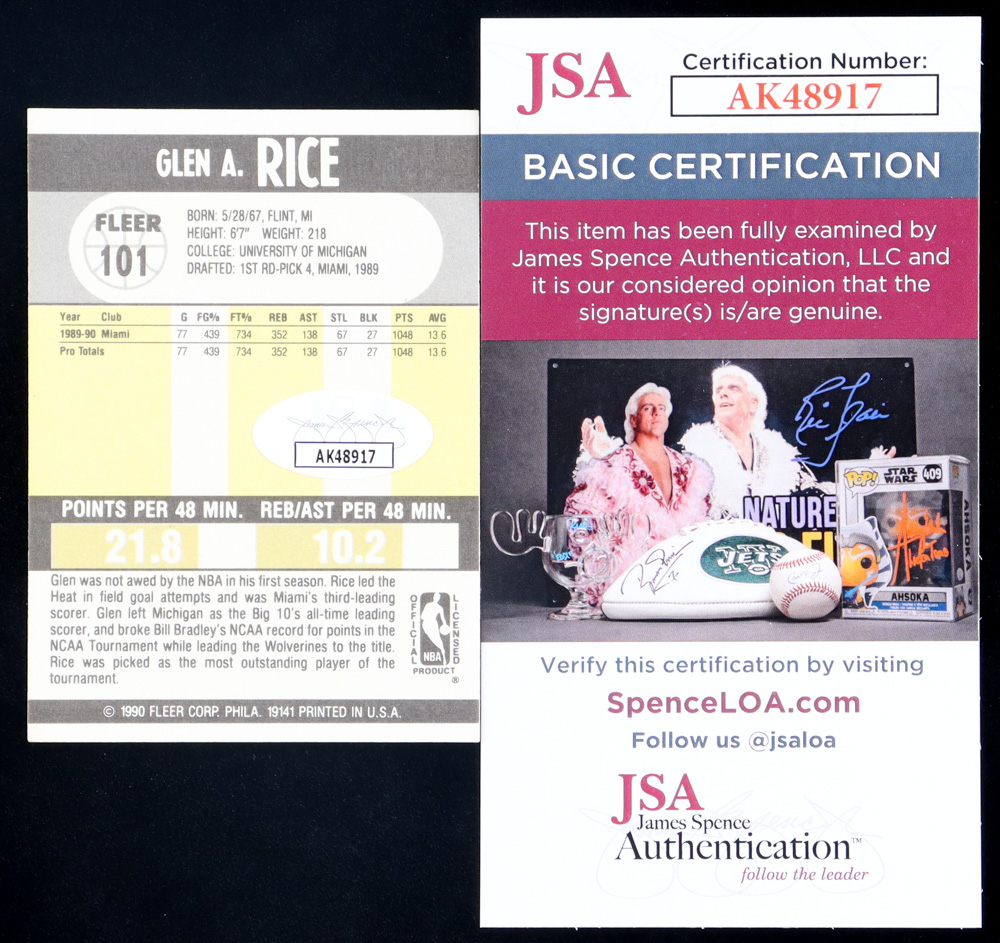 GLEN A. RICE
FLEER
101
BORN: 5/28/67, FLINT, MI
HEIGHT: 6'7" WEIGHT: 218
COLLEGE: UNIVERSITY OF MICHIGAN
DRAFTED: 1ST RD-PICK 4, MIAMI, 1989
Year Club G FG% FT% REB AST STL BLK PTS AVG
1989-90 Miami 77 .439 .734 352 138 67 27 1048 13.6
Pro Totals 77 .439 .734 352 138 67 27 1048 13.6
AK48917
POINTS PER 48 MIN. REB/AST PER 48 MIN.
21.8 10.2
Glen was not awed by the NBA in his first season. Rice led the
Heat in field goal attempts and was Miami's third-leading
scorer. Glen left Michigan as the Big 10's all-time leading
scorer, and broke Bill Bradley's NCAA record for points in the
NCAA Tournament while leading the Wolverines to the title.
Rice was picked as the most outstanding player of the
tournament.
OFFICIAL
NBA
LICENSED
PRODUCT ®
© 1990 FLEER CORP. PHILA. 19141 PRINTED IN U.S.A.
JSA
Certification Number:
AK48917
BASIC CERTIFICATION
This item has been fully examined by
James Spence Authentication, LLC and
it is our considered opinion that the
signature(s) is/are genuine.
Ric Flair
NATURE
JETS
POP!
STAR
WARS
409
AHSOKA
AHSOKA
Verify this certification by visiting
SpenceLOA.com
Follow us @jsaloa
JSA
James Spence
Authentication™
follow the leader